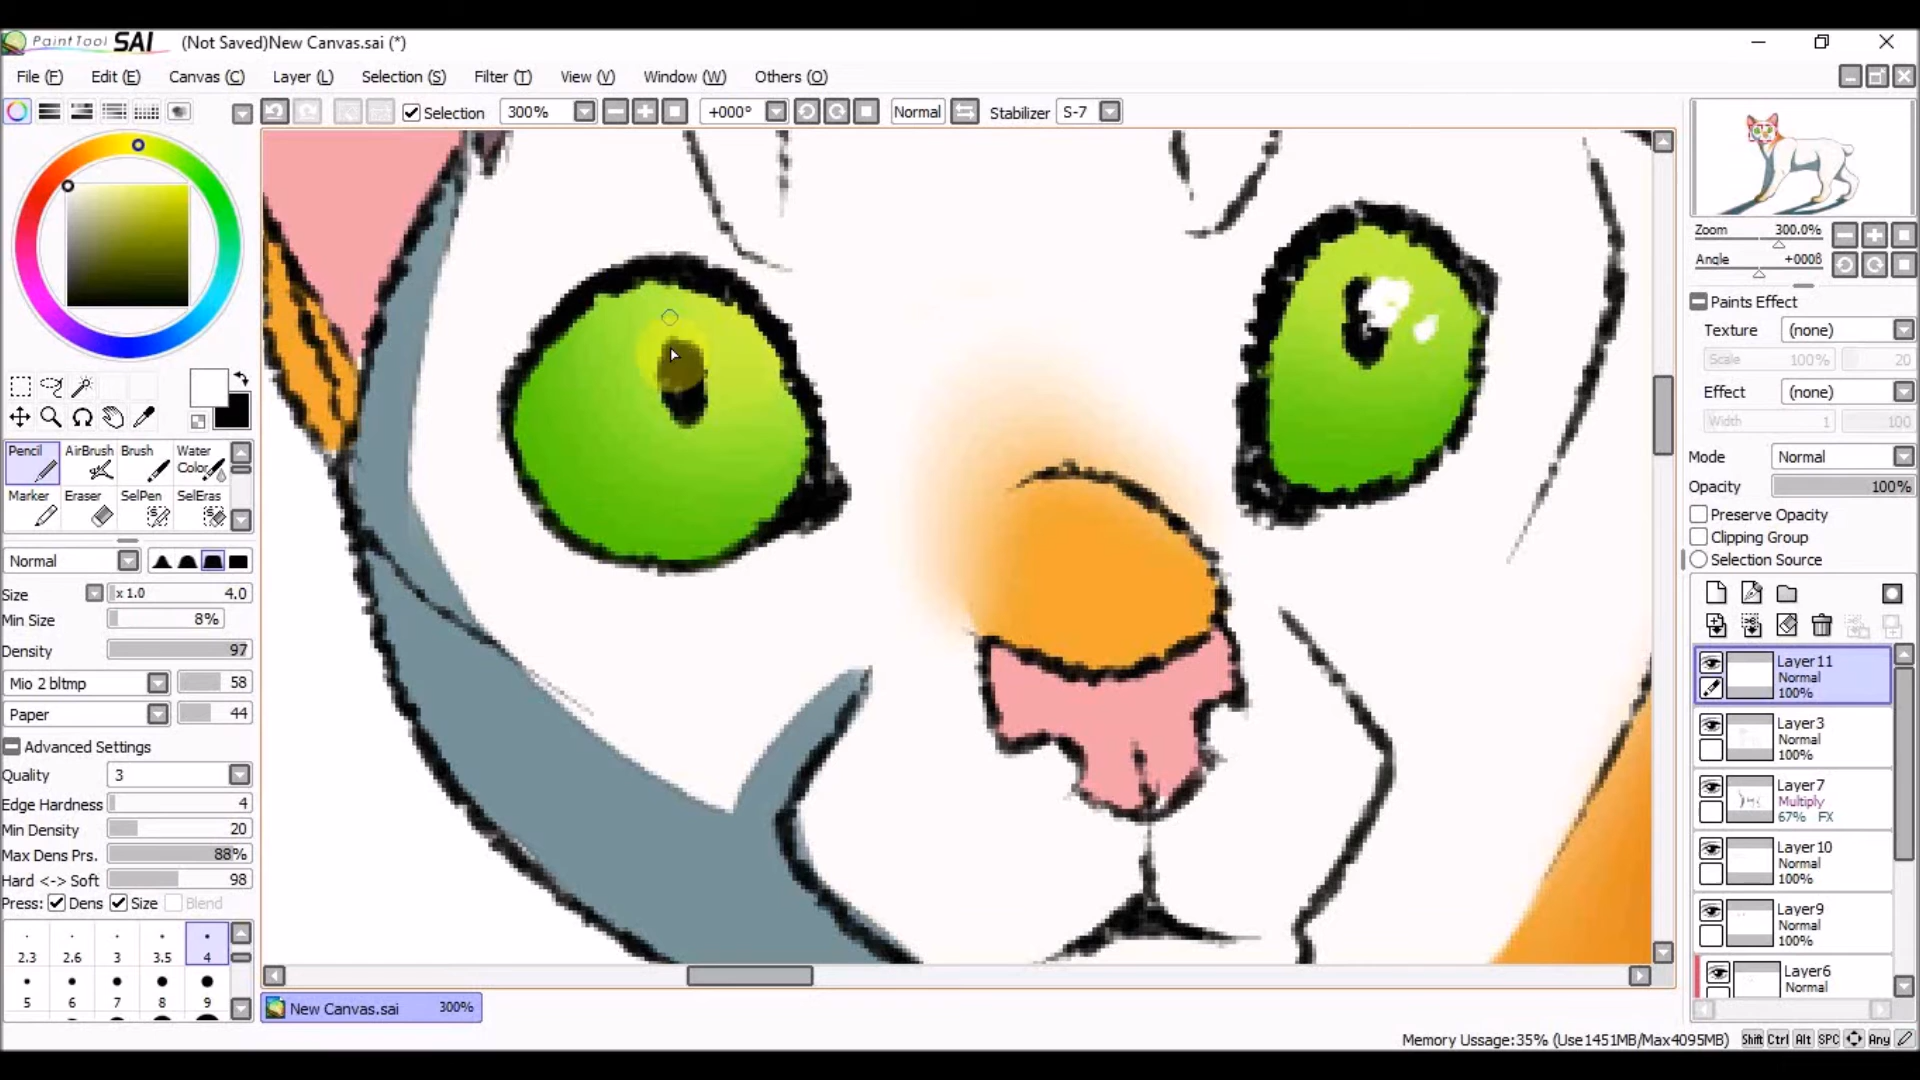 PaintTool SAI (Not Saved)New Canvas.sai (*)
File (F) Edit (E) Canvas (C) Layer (L) Selection (S) Filter (T) View (V) Window (W) Others (O)
Selection 300% +000° Normal Stabilizer S-7
Zoom 300.0%
Angle +000ß
Paints Effect
Texture (none)
Scale 100% 20
Effect (none)
Width 1 100
Mode Normal
Opacity 100%
Preserve Opacity
Clipping Group
Selection Source
Pencil AirBrush Brush Water Color
Marker Eraser SelPen SelEras
Normal
Size x 1.0 4.0
Min Size 8%
Density 97
Mio 2 bltmp 58
Paper 44
Advanced Settings
Quality 3
Edge Hardness 4
Min Density 20
Max Dens Prs. 88%
Hard <-> Soft 98
Press: Dens Size Blend
2.3 2.6 3 3.5 4
5 6 7 8 9
Layer11
Normal
100%
Layer3
Normal
100%
Layer7
Multiply
67% FX
Layer10
Normal
100%
Layer9
Normal
100%
Layer6
Normal
New Canvas.sai 300%
Memory Ussage:35% (Use1451MB/Max4095MB) Shift Ctrl Alt SPC Any